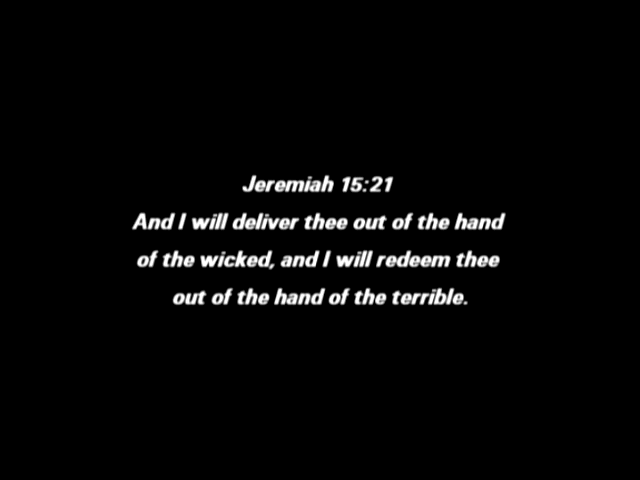 Jeremiah 15:21
And I will deliver thee out of the hand
of the wicked, and I will redeem thee
out of the hand of the terrible.